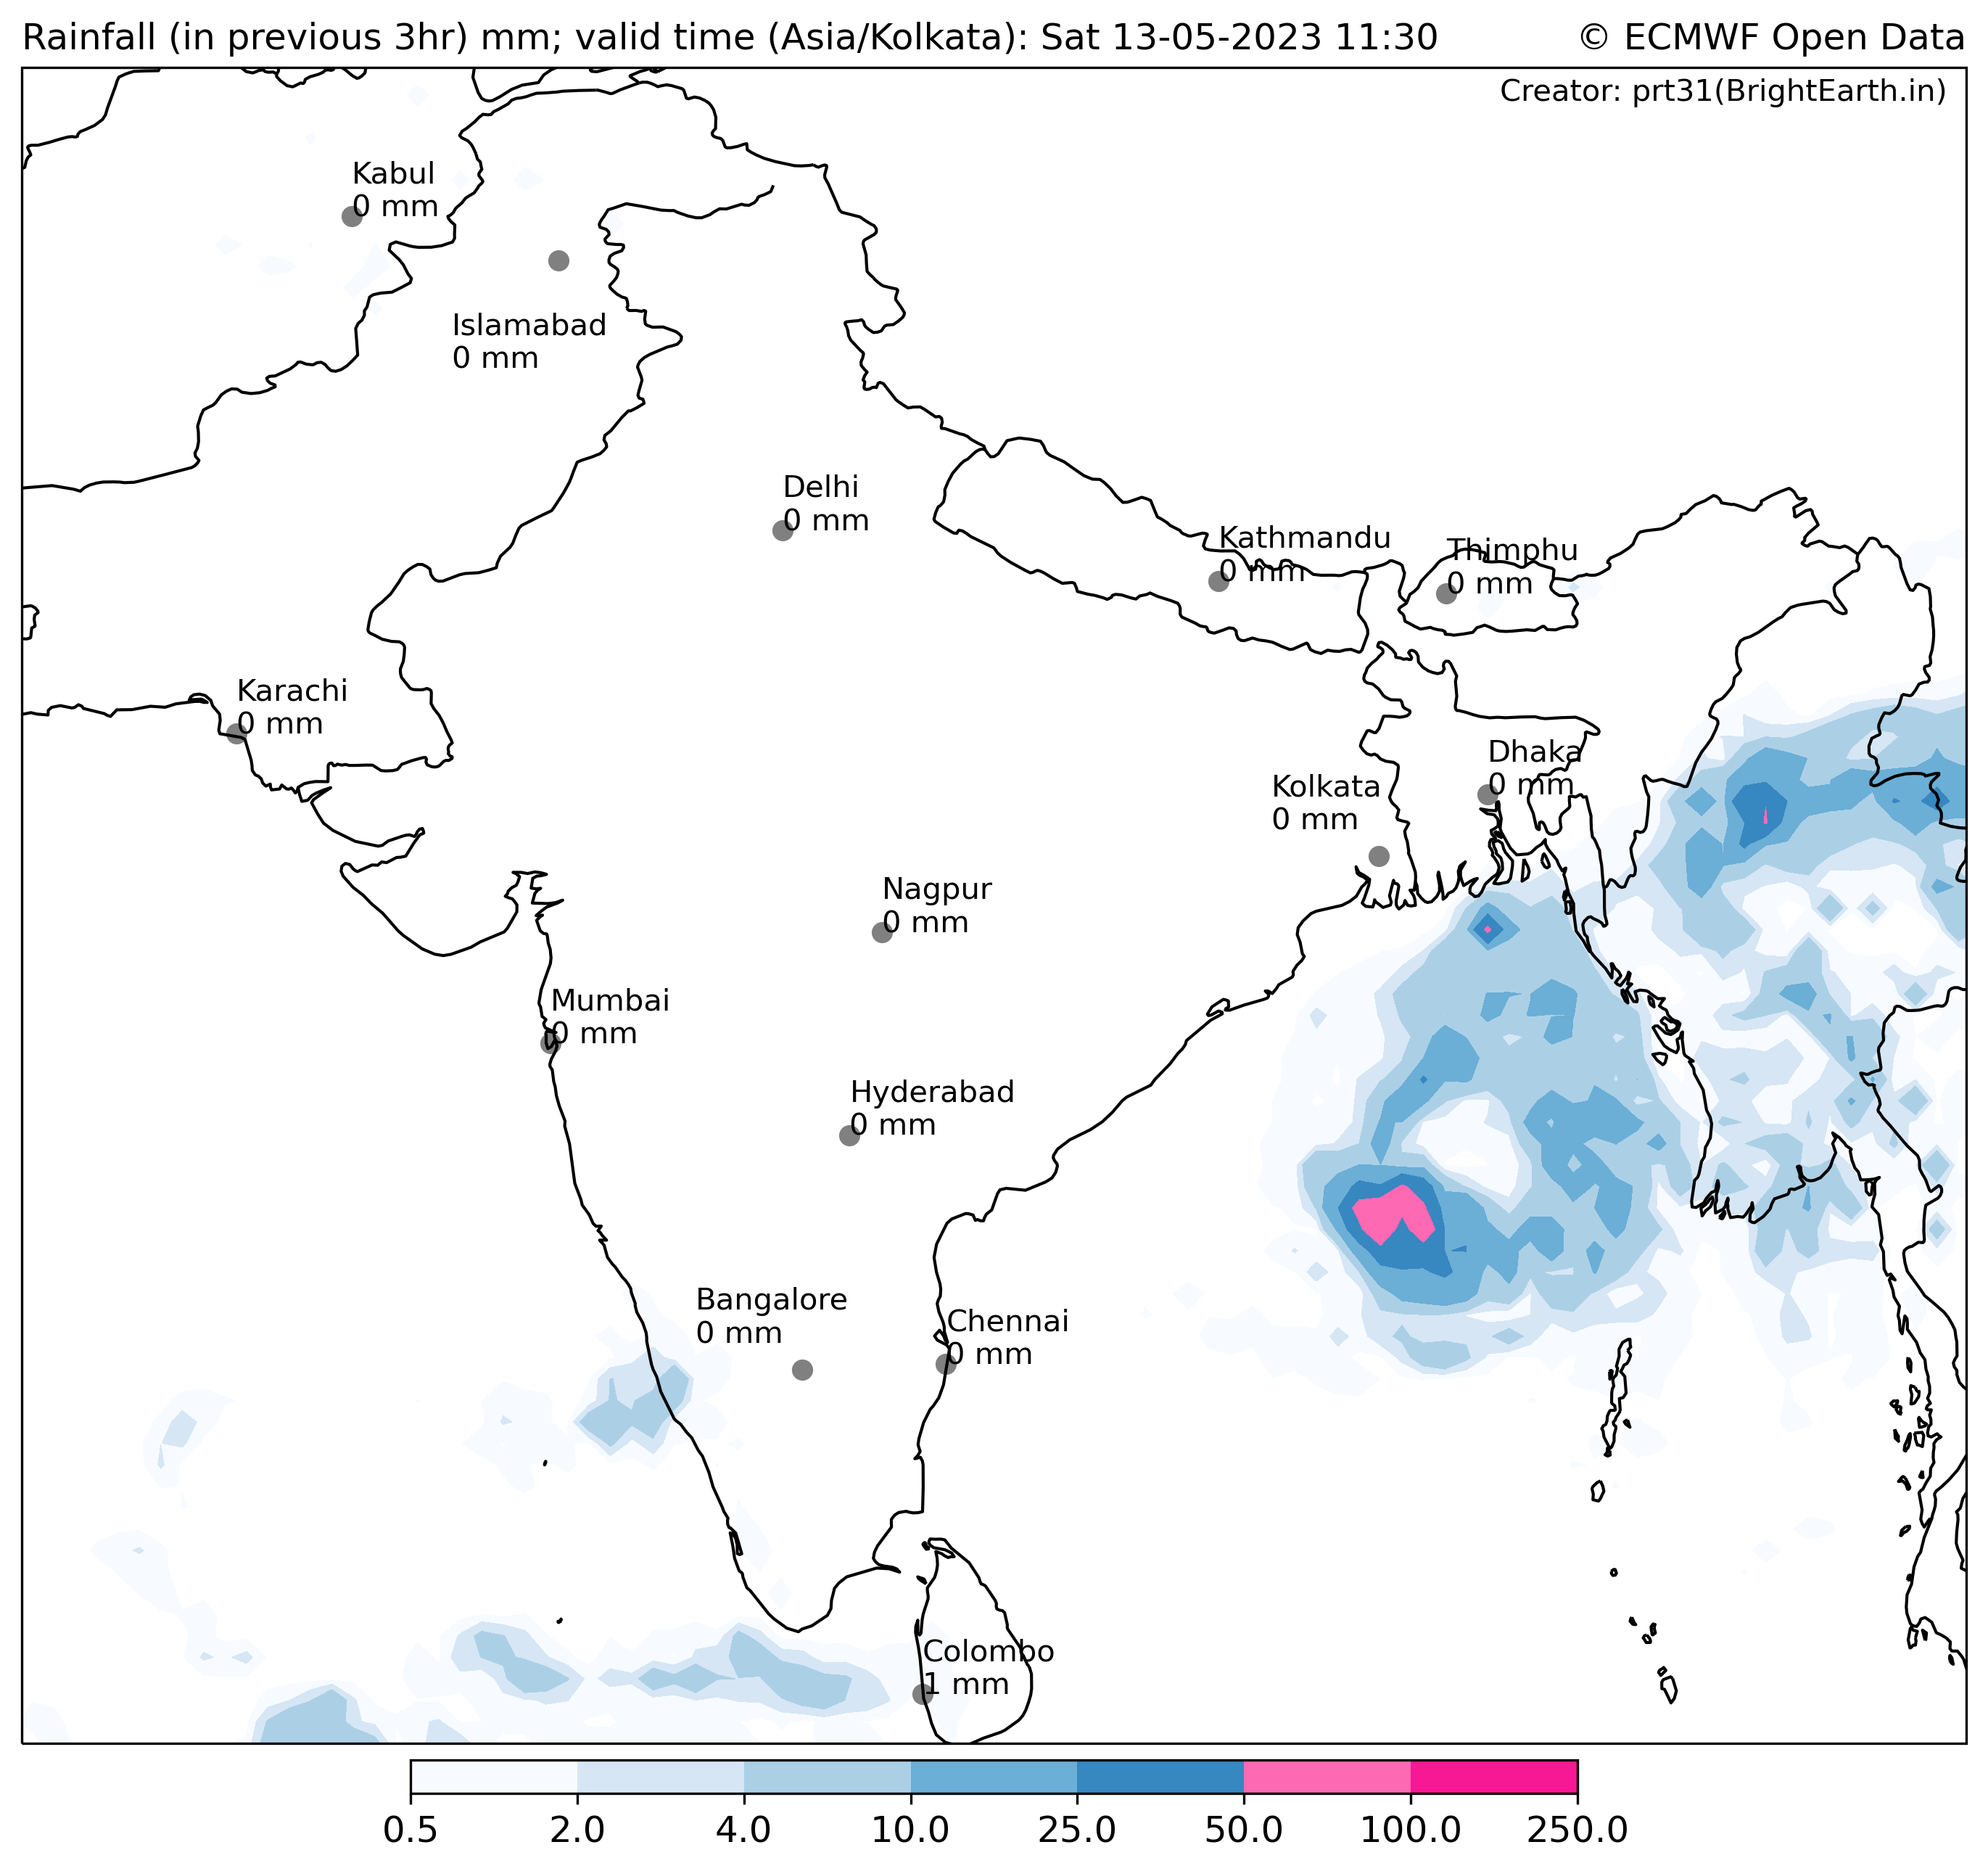 Rainfall (in previous 3hr) mm; valid time (Asia/Kolkata): Sat 13-05-2023 11:30
© ECMWF Open Data
Creator: prt31(BrightEarth.in)
Kabul
0 mm
Islamabad
0 mm
Delhi
0 mm
Kathmandu
0 mm
Thimphu
0 mm
Karachi
0 mm
Dhaka
0 mm
Kolkata
0 mm
Nagpur
0 mm
Mumbai
0 mm
Hyderabad
0 mm
Bangalore
0 mm
Chennai
0 mm
Colombo
1 mm
0.5 2.0 4.0 10.0 25.0 50.0 100.0 250.0